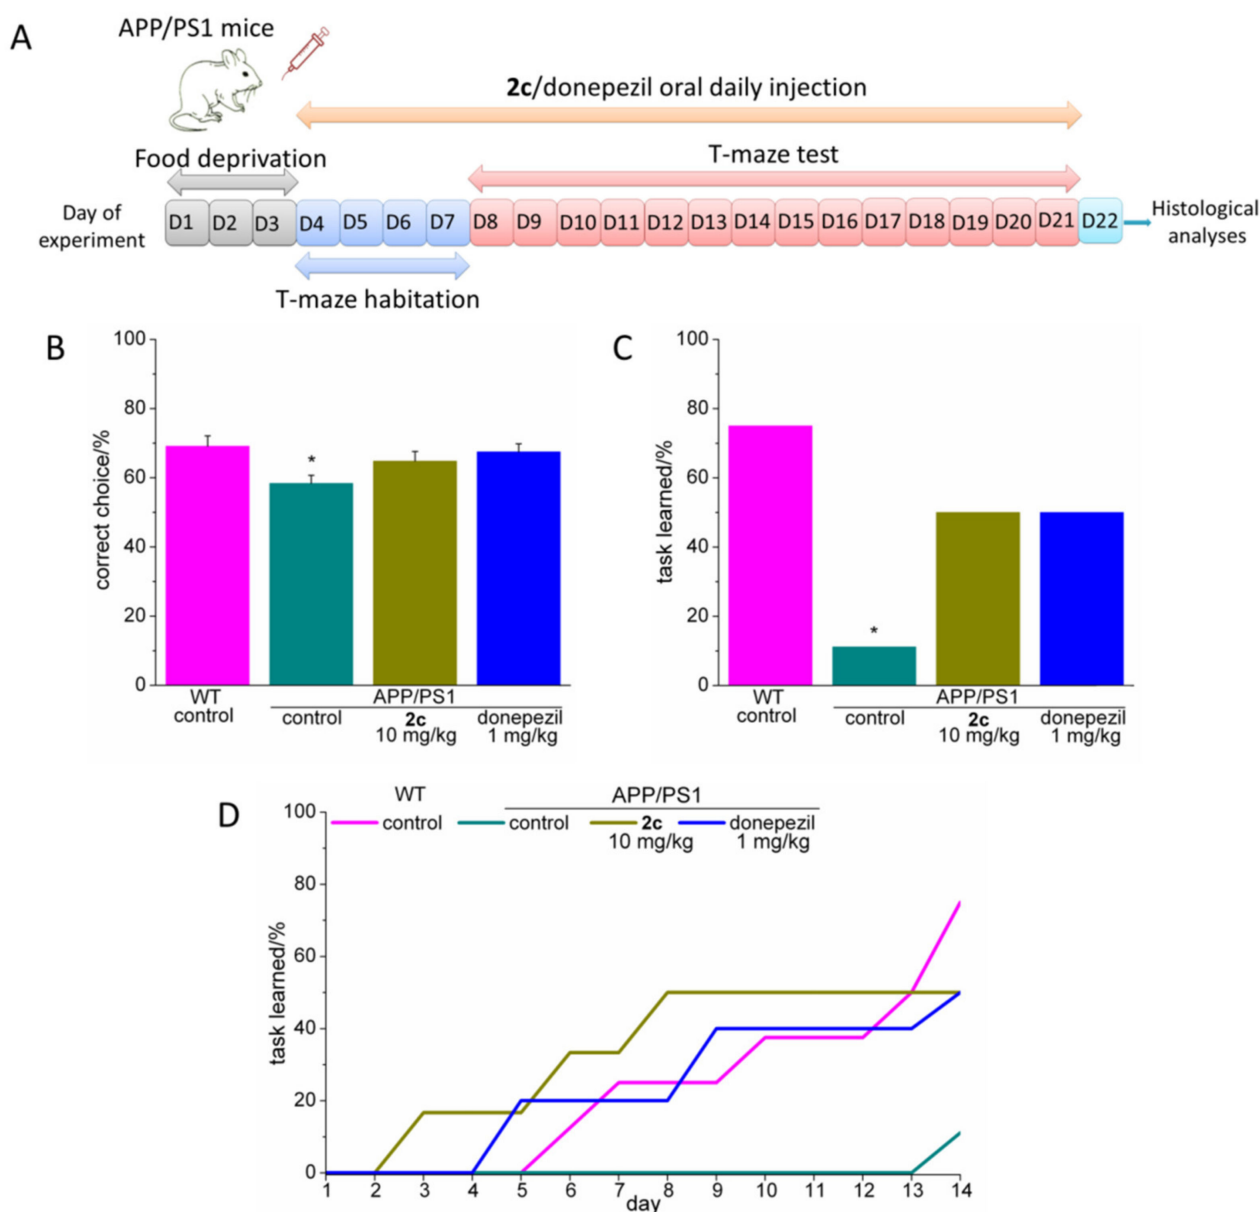 A
APP/PS1 mice
2c/donepezil oral daily injection
Food deprivation
T-maze test
Day of
experiment
D1 D2 D3 D4 D5 D6 D7 D8 D9 D10 D11 D12 D13 D14 D15 D16 D17 D18 D19 D20 D21 D22
Histological
analyses
T-maze habitation
B
correct choice/%
100
80
60
40
20
0
*
WT
control
APP/PS1
control
2c
10 mg/kg
donepezil
1 mg/kg
C
task learned/%
100
80
60
40
20
0
*
WT
control
APP/PS1
control
2c
10 mg/kg
donepezil
1 mg/kg
D
WT
APP/PS1
control
control
2c
10 mg/kg
donepezil
1 mg/kg
task learned/%
100
80
60
40
20
0
1 2 3 4 5 6 7 8 9 10 11 12 13 14
day